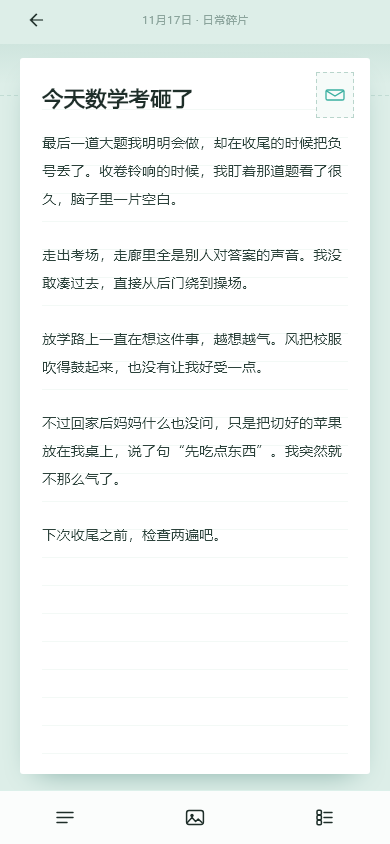 11月17日 · 日常碎片
今天数学考砸了
最后一道大题我明明会做，却在收尾的时候把负
号丢了。收卷铃响的时候，我盯着那道题看了很
久，脑子里一片空白。
走出考场，走廊里全是别人对答案的声音。我没
敢凑过去，直接从后门绕到操场。
放学路上一直在想这件事，越想越气。风把校服
吹得鼓起来，也没有让我好受一点。
不过回家后妈妈什么也没问，只是把切好的苹果
放在我桌上，说了句“先吃点东西”。我突然就
不那么气了。
下次收尾之前，检查两遍吧。